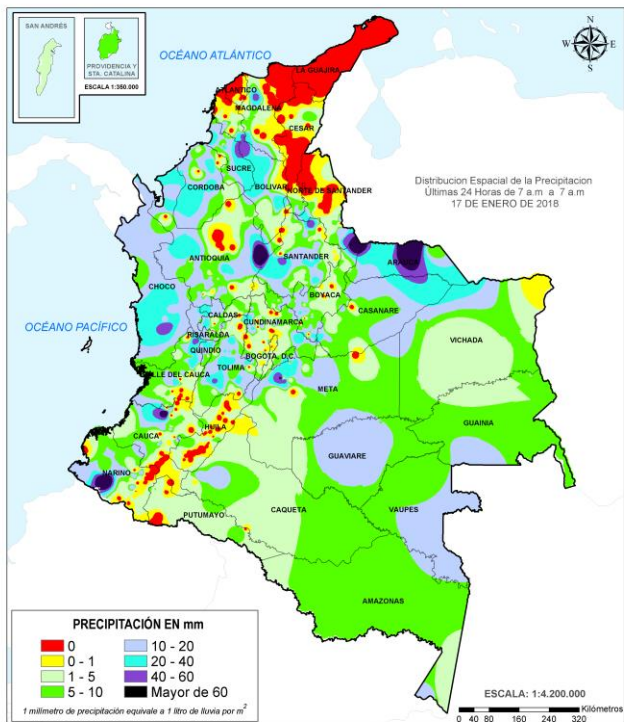 SAN ANDRÉS
PROVIDENCIA Y
STA. CATALINA
ESCALA 1:350.000
OCÉANO ATLÁNTICO
N
W
E
S
LA GUAJIRA
ATLANTICO
MAGDALENA
CESAR
SUCRE
CORDOBA
BOLIVAR
NORTE DE SANTANDER
Distribucion Espacial de la Precipitacion
Últimas 24 Horas de 7 a.m a 7 a.m
17 DE ENERO DE 2018
ANTIOQUIA
SANTANDER
ARAUCA
CHOCO
BOYACA
CASANARE
OCÉANO PACÍFICO
CALDAS
CUNDINAMARCA
RISARALDA
VICHADA
QUINDIO
BOGOTA, D.C.
TOLIMA
VALLE DEL CAUCA
META
HUILA
GUAINIA
CAUCA
GUAVIARE
NARIÑO
PUTUMAYO
CAQUETA
VAUPES
AMAZONAS
PRECIPITACIÓN EN mm
0
10 - 20
0 - 1
20 - 40
1 - 5
40 - 60
5 - 10
Mayor de 60
1 milímetro de precipitación equivale a 1 litro de lluvia por m²
ESCALA: 1:4.200.000
Kilómetros
0 40 80 160 240 320